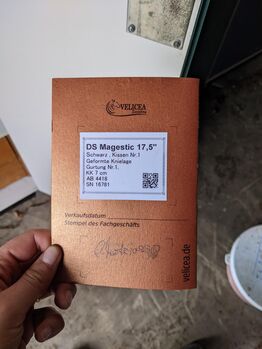 VELICEA
DS Magestic 17,5"
Schwarz , Kissen Nr.1
Geformte Knielage
Gurtung Nr.1,
KK 7 cm
AB 4418
SN 16781
Verkaufsdatum
Stempel des Fachgeschäfts
velicea.de